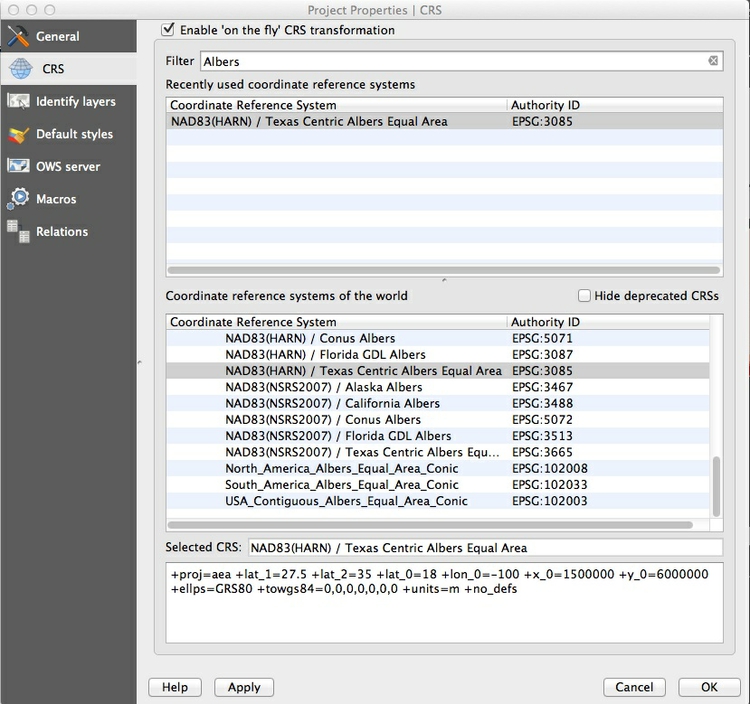 Project Properties | CRS
General
CRS
Identify layers
Default styles
OWS server
Macros
Relations
Enable 'on the fly' CRS transformation
Filter Albers
Recently used coordinate reference systems
Coordinate Reference System Authority ID
NAD83(HARN) / Texas Centric Albers Equal Area EPSG:3085
Coordinate reference systems of the world Hide deprecated CRSs
Coordinate Reference System Authority ID
NAD83(HARN) / Conus Albers EPSG:5071
NAD83(HARN) / Florida GDL Albers EPSG:3087
NAD83(HARN) / Texas Centric Albers Equal Area EPSG:3085
NAD83(NSRS2007) / Alaska Albers EPSG:3467
NAD83(NSRS2007) / California Albers EPSG:3488
NAD83(NSRS2007) / Conus Albers EPSG:5072
NAD83(NSRS2007) / Florida GDL Albers EPSG:3513
NAD83(NSRS2007) / Texas Centric Albers Equ... EPSG:3665
North_America_Albers_Equal_Area_Conic EPSG:102008
South_America_Albers_Equal_Area_Conic EPSG:102033
USA_Contiguous_Albers_Equal_Area_Conic EPSG:102003
Selected CRS: NAD83(HARN) / Texas Centric Albers Equal Area
+proj=aea +lat_1=27.5 +lat_2=35 +lat_0=18 +lon_0=-100 +x_0=1500000 +y_0=6000000
+ellps=GRS80 +towgs84=0,0,0,0,0,0,0 +units=m +no_defs
Help Apply Cancel OK